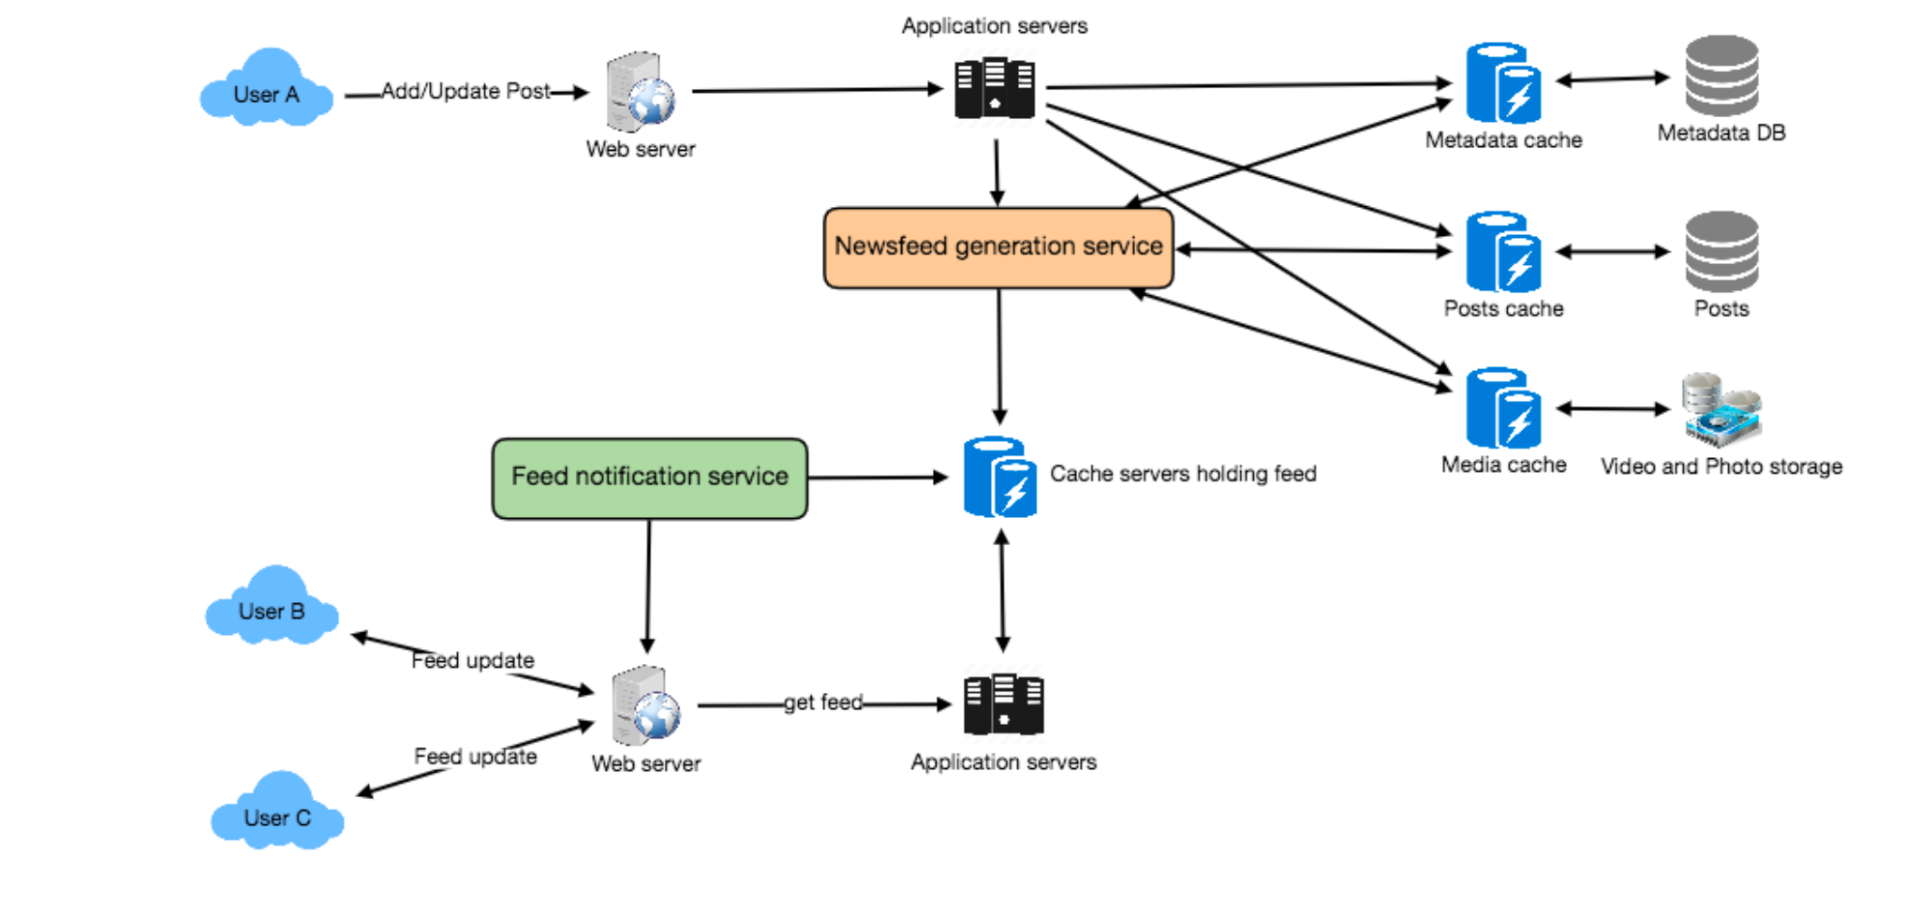 Application servers
User A
Add/Update Post
Web server
Metadata cache
Metadata DB
Newsfeed generation service
Posts cache
Posts
Media cache
Video and Photo storage
Feed notification service
Cache servers holding feed
User B
Feed update
get feed
Feed update
Web server
Application servers
User C